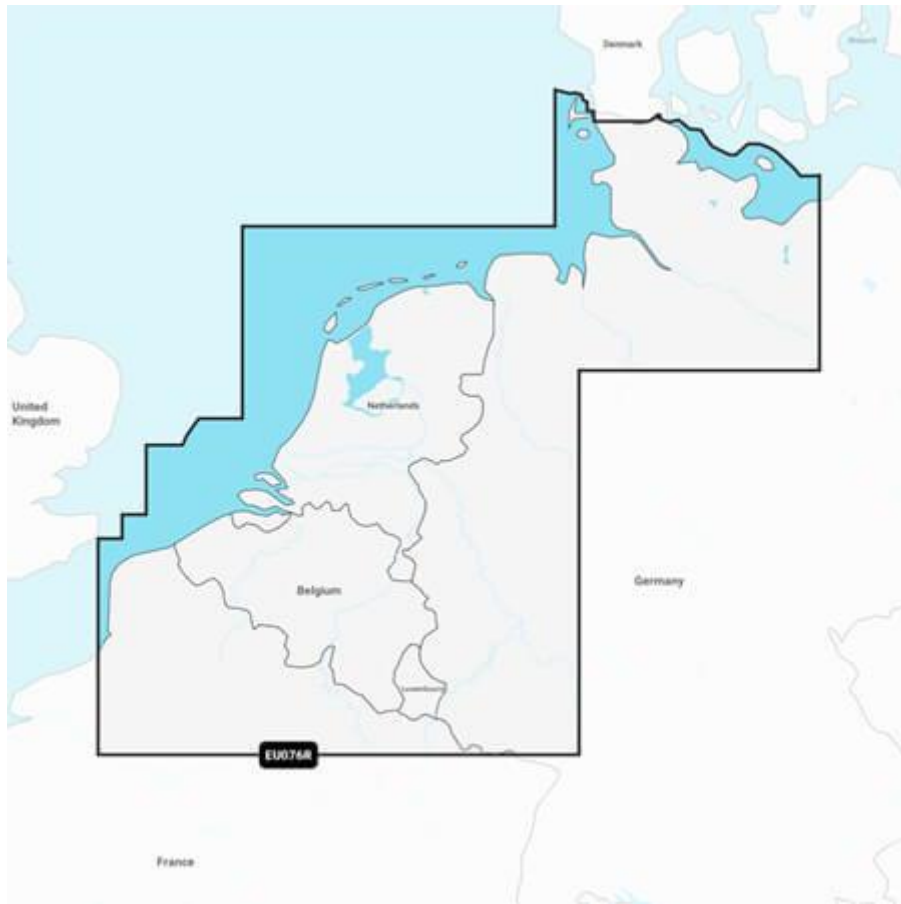 Denmark
United
Kingdom
Netherlands
Belgium
Germany
Luxembourg
EU076R
France